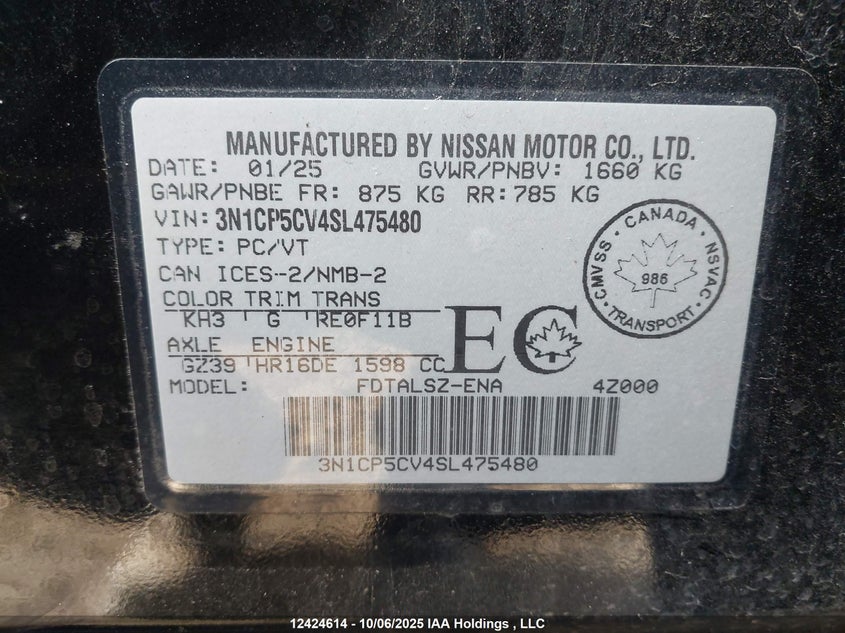 MANUFACTURED BY NISSAN MOTOR CO., LTD.
DATE: 01/25 GVWR/PNBV: 1660 KG
GAWR/PNBE FR: 875 KG RR:785 KG
VIN: 3N1CP5CV4SL475480
TYPE: PC/VT
CAN ICES-2/NMB-2
COLOR TRIM TRANS
KH3 G RE0F11B
AXLE ENGINE
GZ39 HR16DE 1598 CC
EC
CANADA
CMVSS
NSVAC
986
TRANSPORT
MODEL: FDTALSZ-ENA 4Z000
3N1CP5CV4SL475480
12424614 - 10/06/2025 IAA Holdings , LLC